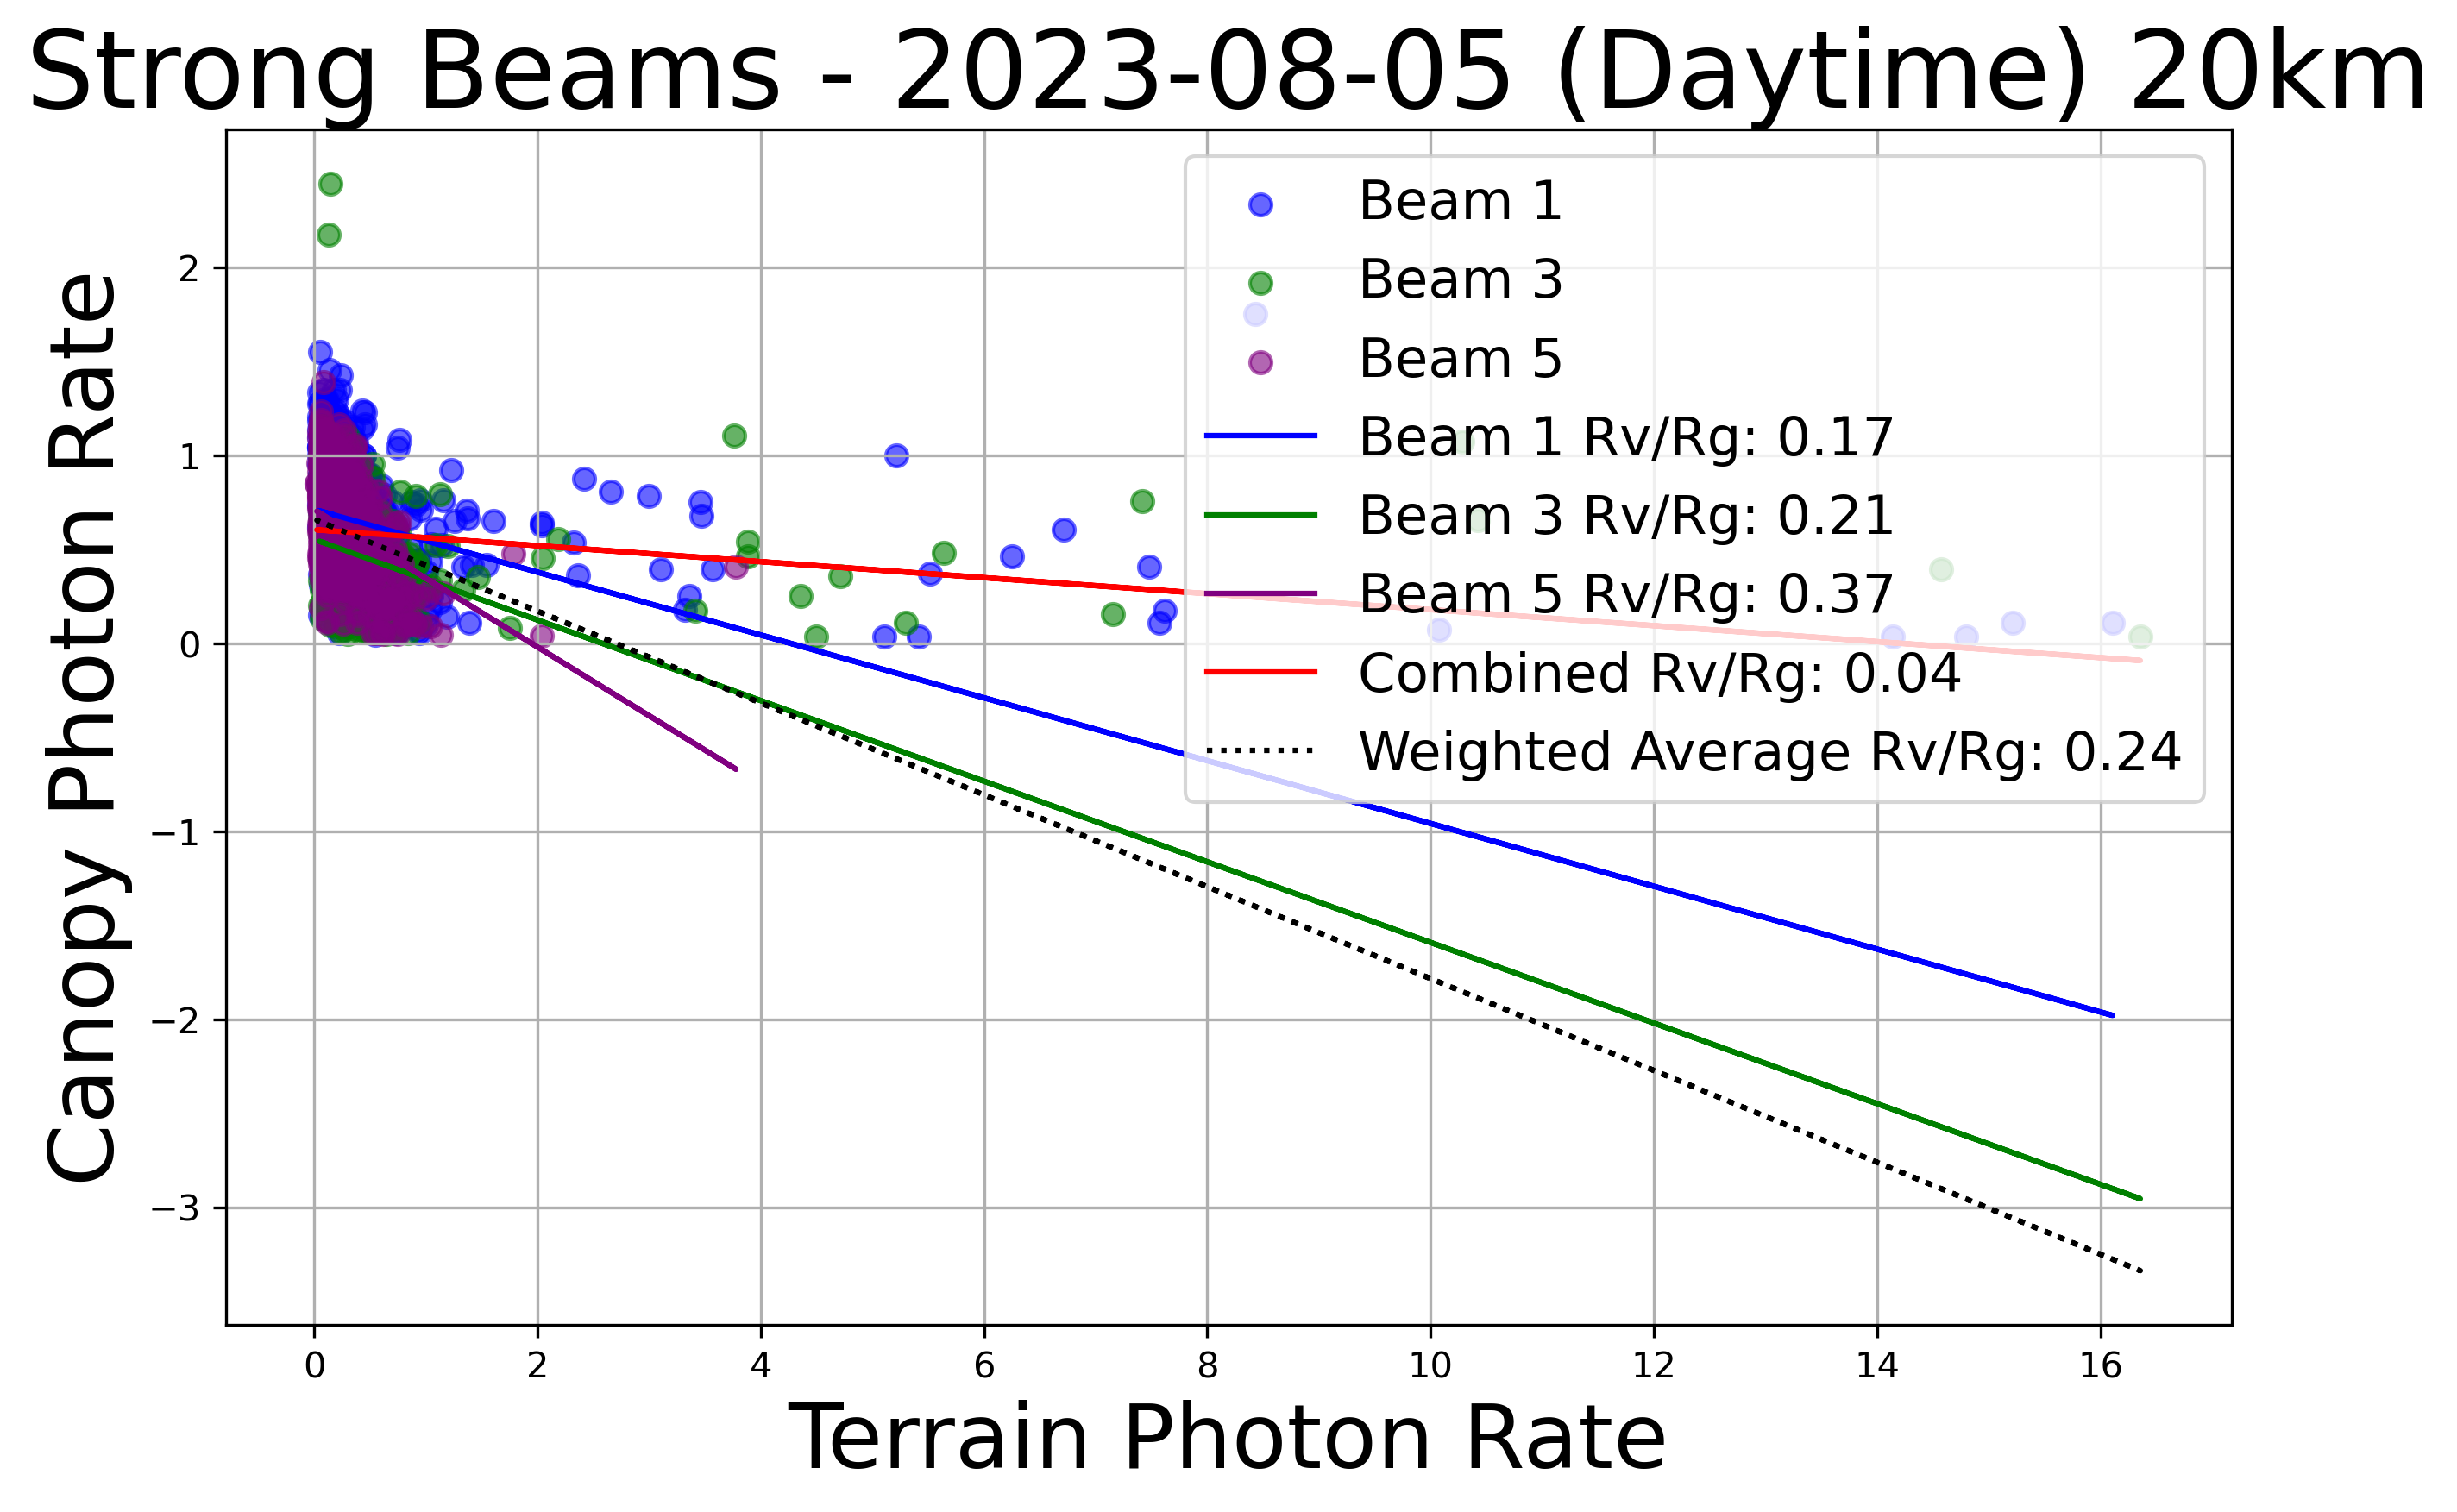 Strong Beams - 2023-08-05 (Daytime) 20km
Canopy Photon Rate
2
1
0
−1
−2
−3
Beam 1
Beam 3
Beam 5
Beam 1 Rv/Rg: 0.17
Beam 3 Rv/Rg: 0.21
Beam 5 Rv/Rg: 0.37
Combined Rv/Rg: 0.04
Weighted Average Rv/Rg: 0.24
0 2 4 6 8 10 12 14 16
Terrain Photon Rate